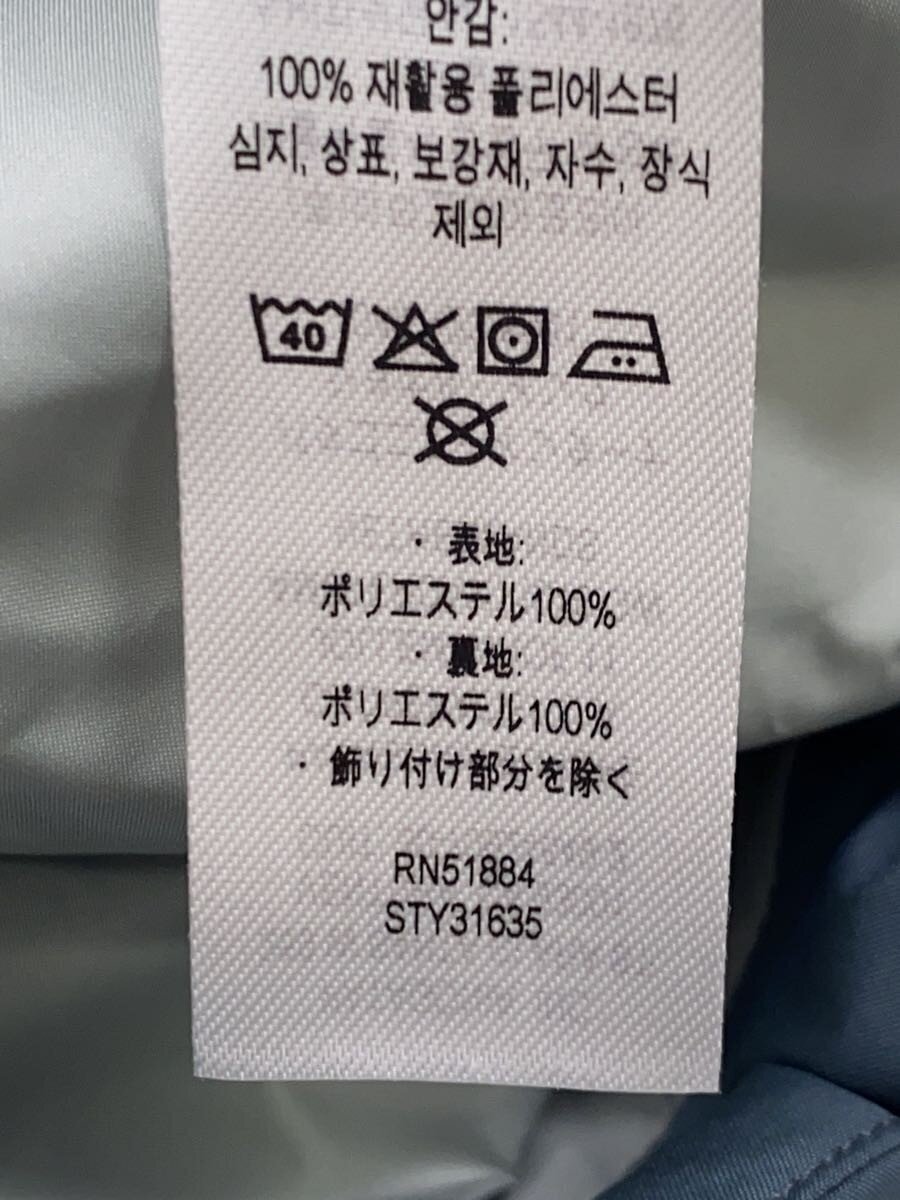 안감:
100% 재활용 폴리에스터
심지, 상표, 보강재, 자수, 장식
제외
40
・表地:
ポリエステル100%
・裏地:
ポリエステル100%
・飾り付け部分を除く
RN51884
STY31635